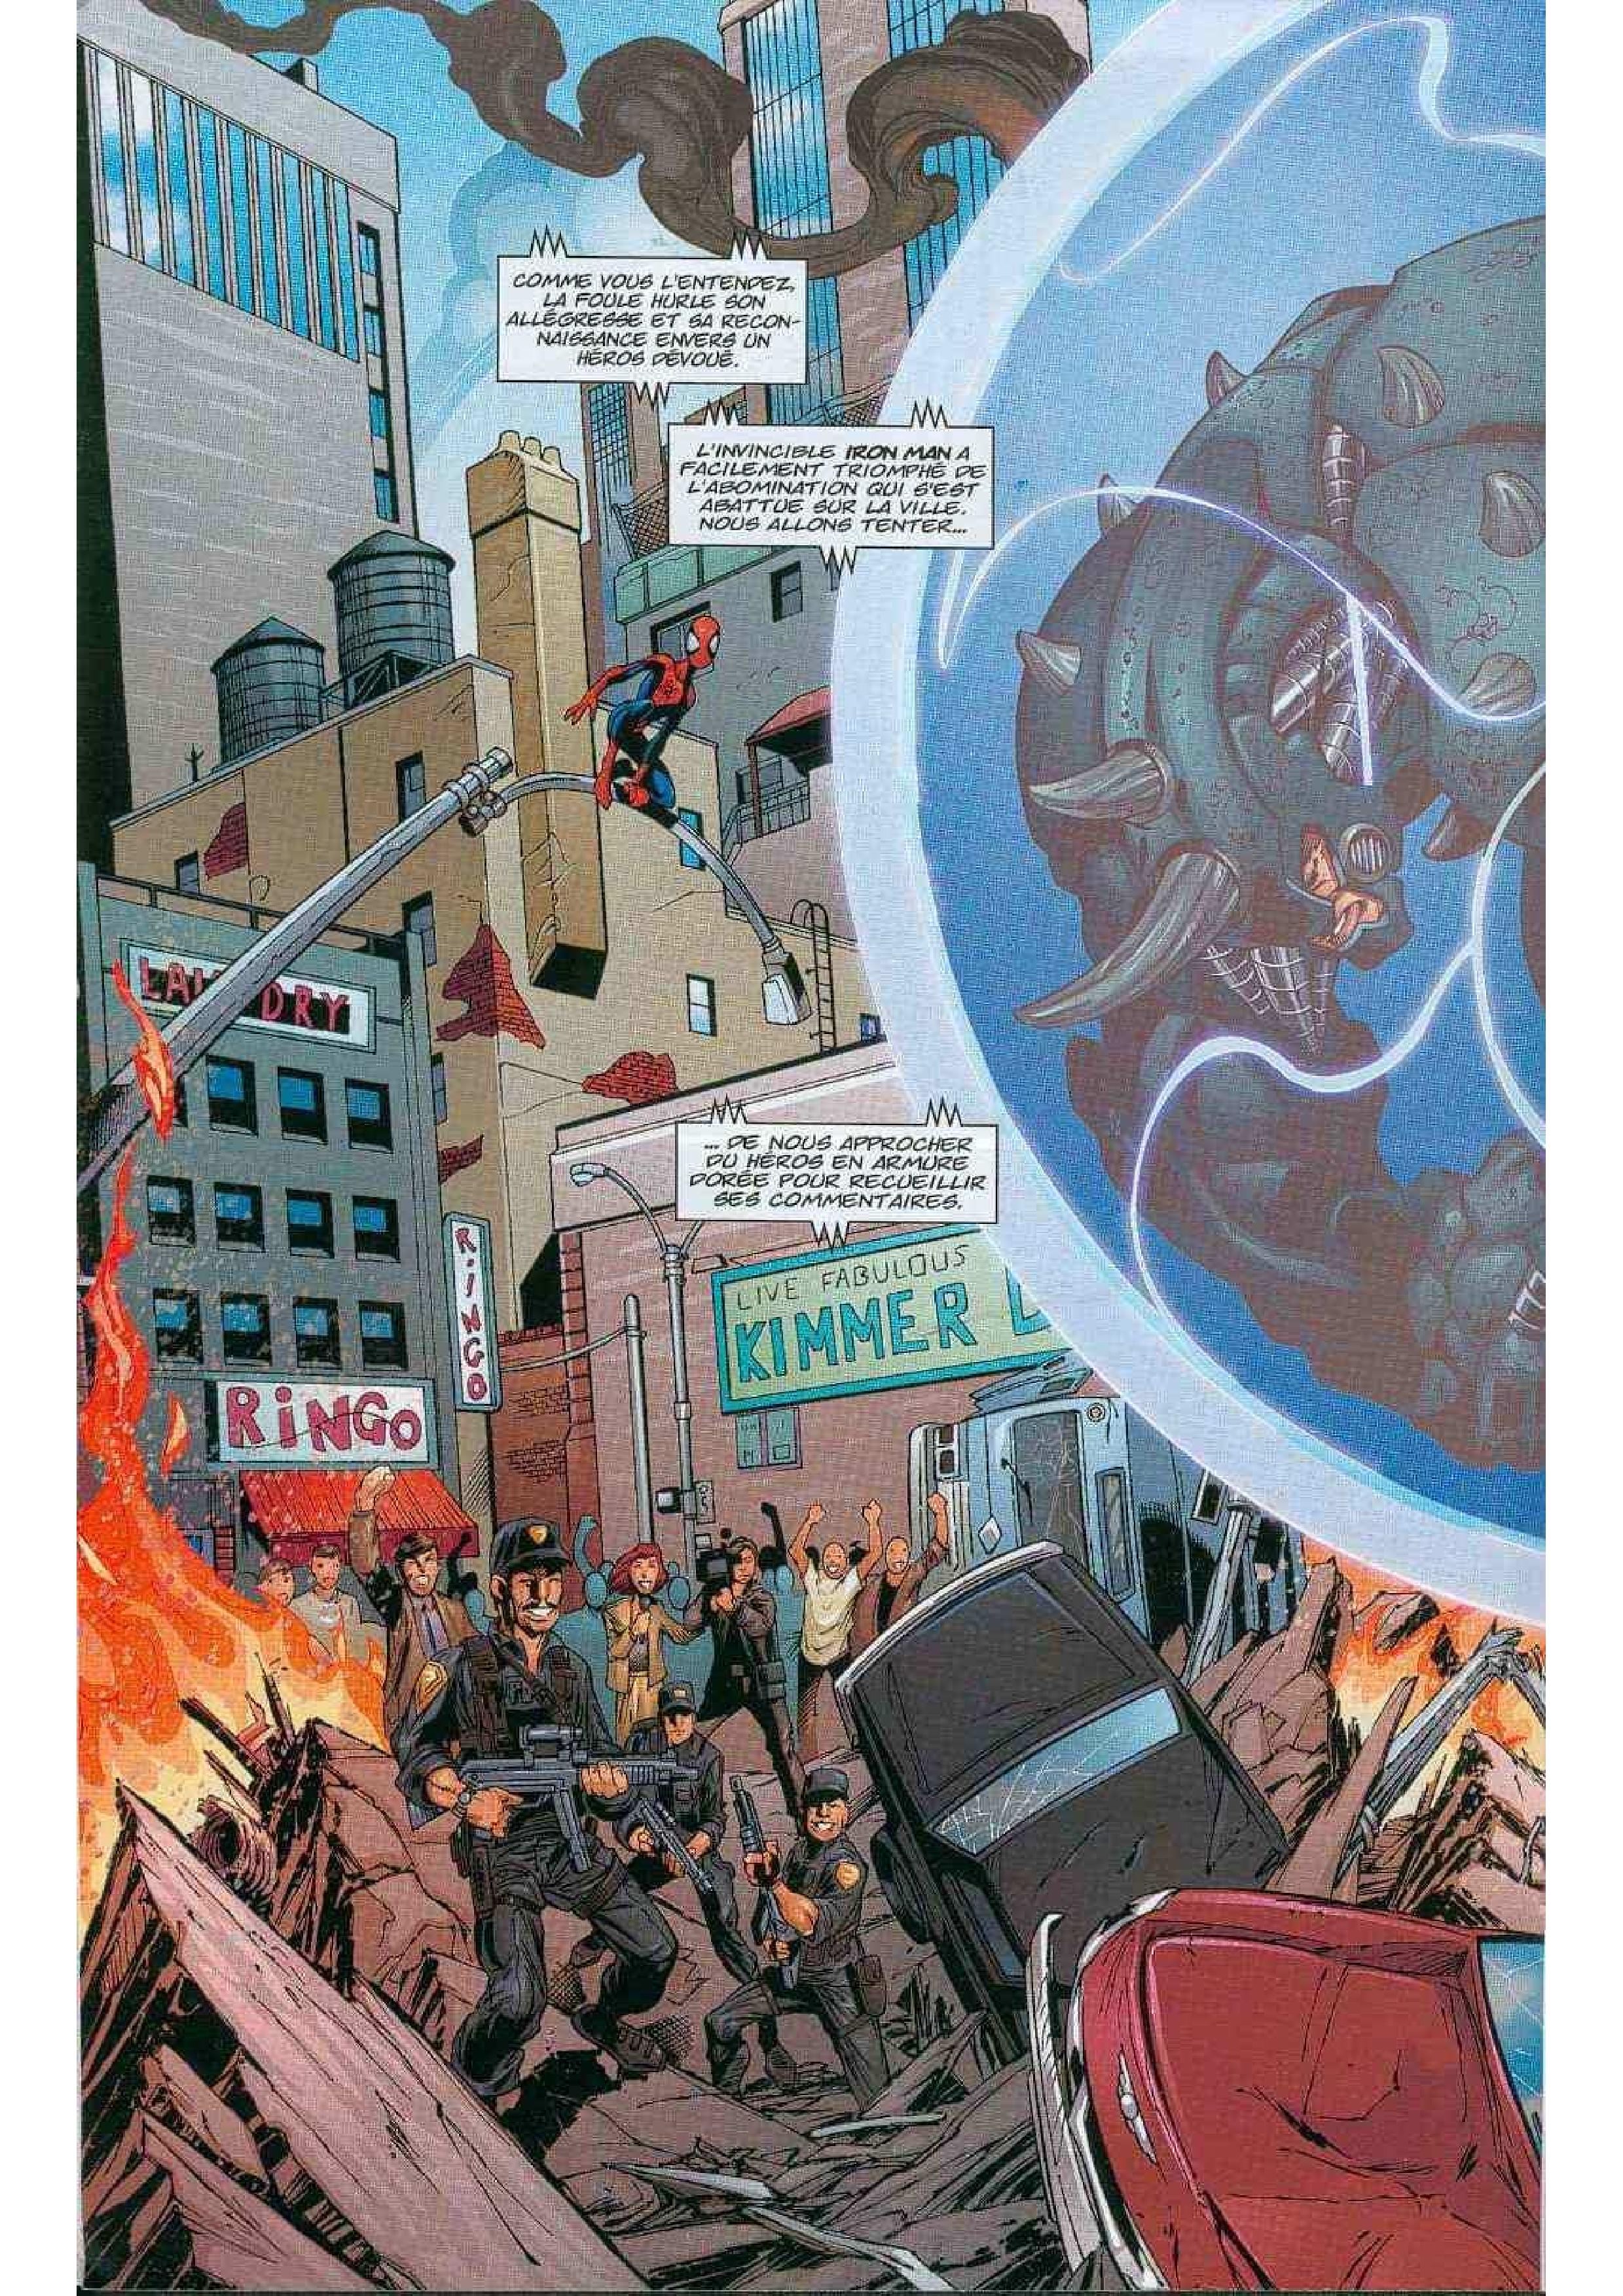 COMME VOUS L'ENTENDEZ,
LA FOULE HURLE SON
ALLÉGRESSE ET SA RECON-
NAISSANCE ENVERS UN
HÉROS DÉVOUÉ.
L'INVINCIBLE IRON MAN A
FACILEMENT TRIOMPHÉ DE
L'ABOMINATION QUI S'EST
ABATTUE SUR LA VILLE.
NOUS ALLONS TENTER...
... DE NOUS APPROCHER
DU HÉROS EN ARMURE
DORÉE POUR RECUEILLIR
SES COMMENTAIRES.
RINGO
LIVE FABULOUS
KIMMER
RINGO